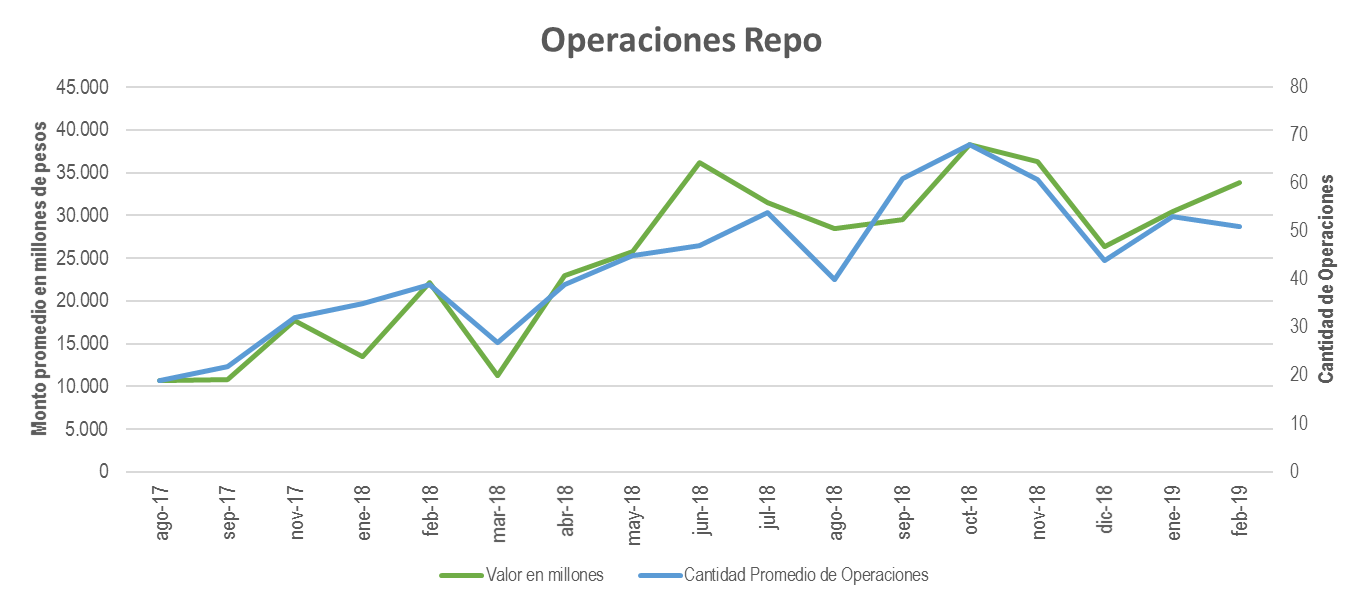 Operaciones Repo
Monto promedio en millones de pesos
45.000
40.000
35.000
30.000
25.000
20.000
15.000
10.000
5.000
0
80
70
60
50
40
30
20
10
0
Cantidad de Operaciones
ago-17
sep-17
nov-17
ene-18
feb-18
mar-18
abr-18
may-18
jun-18
jul-18
ago-18
sep-18
oct-18
nov-18
dic-18
ene-19
feb-19
Valor en millones
Cantidad Promedio de Operaciones